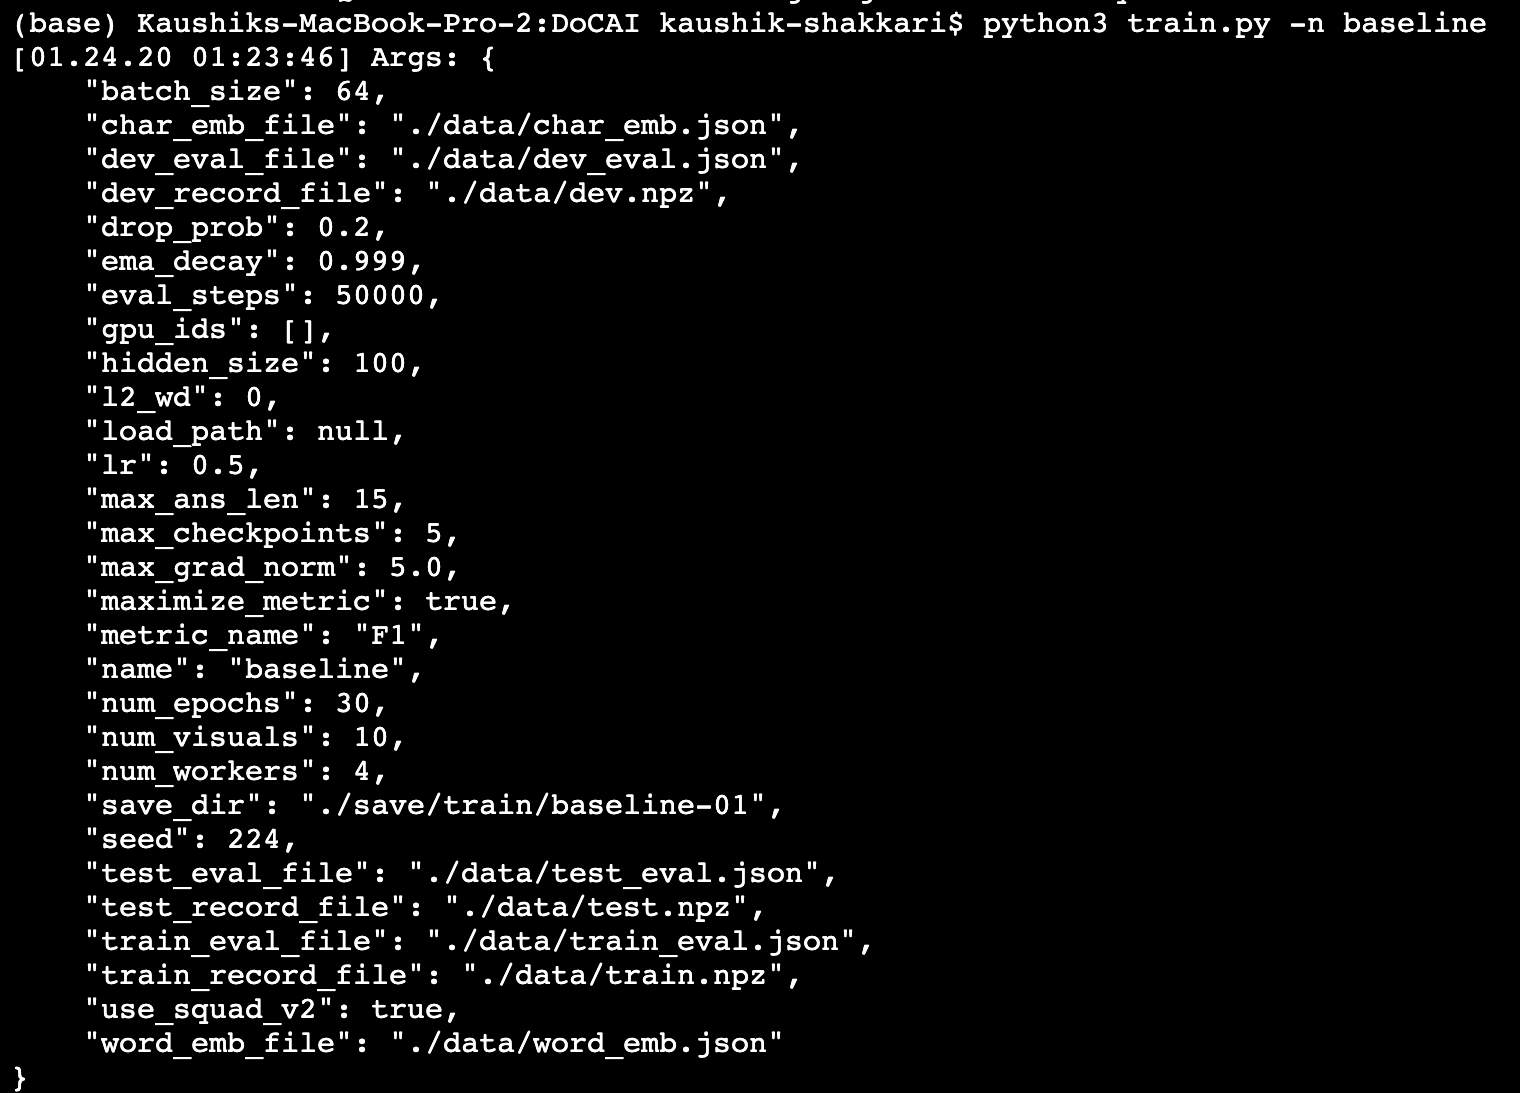 (base) Kaushiks-MacBook-Pro-2:DoCAI kaushik-shakkari$ python3 train.py -n baseline
[01.24.20 01:23:46] Args: {
    "batch_size": 64,
    "char_emb_file": "./data/char_emb.json",
    "dev_eval_file": "./data/dev_eval.json",
    "dev_record_file": "./data/dev.npz",
    "drop_prob": 0.2,
    "ema_decay": 0.999,
    "eval_steps": 50000,
    "gpu_ids": [],
    "hidden_size": 100,
    "l2_wd": 0,
    "load_path": null,
    "lr": 0.5,
    "max_ans_len": 15,
    "max_checkpoints": 5,
    "max_grad_norm": 5.0,
    "maximize_metric": true,
    "metric_name": "F1",
    "name": "baseline",
    "num_epochs": 30,
    "num_visuals": 10,
    "num_workers": 4,
    "save_dir": "./save/train/baseline-01",
    "seed": 224,
    "test_eval_file": "./data/test_eval.json",
    "test_record_file": "./data/test.npz",
    "train_eval_file": "./data/train_eval.json",
    "train_record_file": "./data/train.npz",
    "use_squad_v2": true,
    "word_emb_file": "./data/word_emb.json"
}